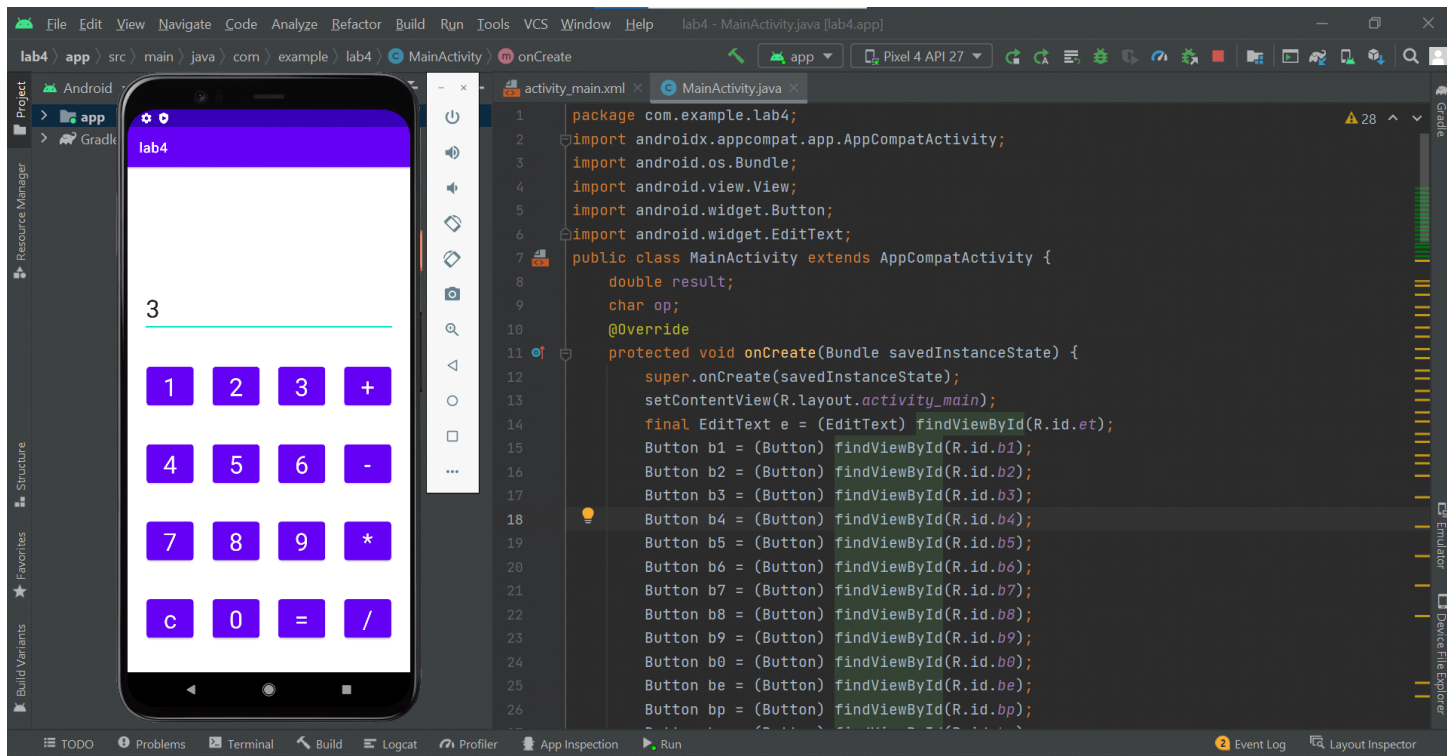 File Edit View Navigate Code Analyze Refactor Build Run Tools VCS Window Help lab4 - MainActivity.java [lab4.app]
lab4 app src main java com example lab4 MainActivity onCreate app Pixel 4 API 27
Project
Resource Manager
Structure
Favorites
Build Variants
Android
app
Gradle
lab4
3
1 2 3 +
4 5 6 -
7 8 9 *
c 0 = /
activity_main.xml MainActivity.java
28
1 package com.example.lab4;
2 import androidx.appcompat.app.AppCompatActivity;
3 import android.os.Bundle;
4 import android.view.View;
5 import android.widget.Button;
6 import android.widget.EditText;
7 public class MainActivity extends AppCompatActivity {
8 double result;
9 char op;
10 @Override
11 protected void onCreate(Bundle savedInstanceState) {
12 super.onCreate(savedInstanceState);
13 setContentView(R.layout.activity_main);
14 final EditText e = (EditText) findViewById(R.id.et);
15 Button b1 = (Button) findViewById(R.id.b1);
16 Button b2 = (Button) findViewById(R.id.b2);
17 Button b3 = (Button) findViewById(R.id.b3);
18 Button b4 = (Button) findViewById(R.id.b4);
19 Button b5 = (Button) findViewById(R.id.b5);
20 Button b6 = (Button) findViewById(R.id.b6);
21 Button b7 = (Button) findViewById(R.id.b7);
22 Button b8 = (Button) findViewById(R.id.b8);
23 Button b9 = (Button) findViewById(R.id.b9);
24 Button b0 = (Button) findViewById(R.id.b0);
25 Button be = (Button) findViewById(R.id.be);
26 Button bp = (Button) findViewById(R.id.bp);
Gradle
Emulator
Device File Explorer
TODO Problems Terminal Build Logcat Profiler App Inspection Run 2 Event Log Layout Inspector